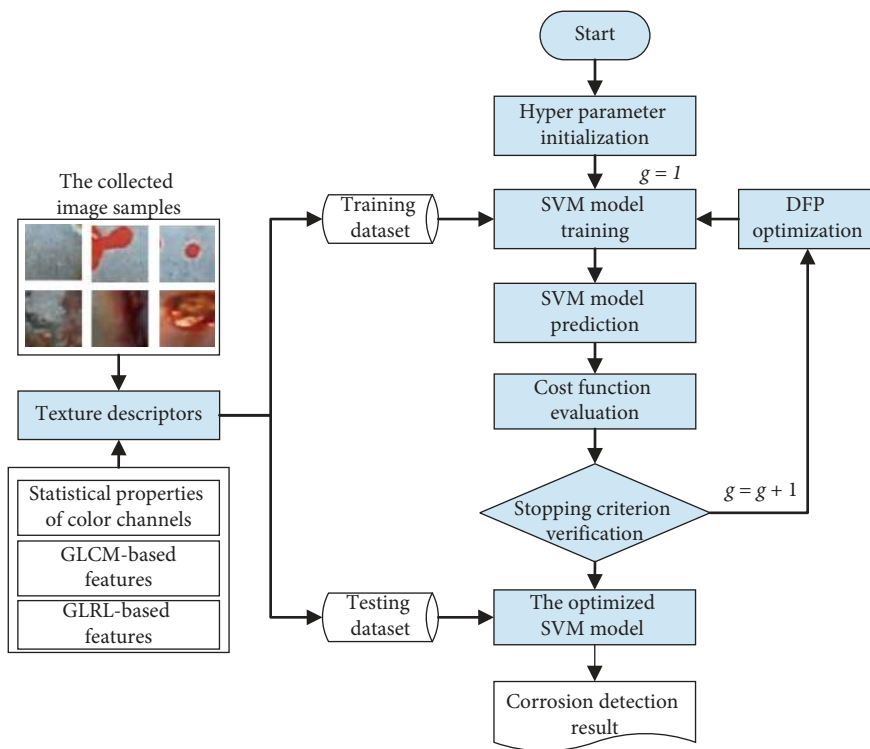 Start
Hyper parameter
initialization
g = 1
The collected
image samples
Training
dataset
SVM model
training
DFP
optimization
SVM model
prediction
Texture descriptors
Cost function
evaluation
Statistical properties
of color channels
GLCM-based
features
GLRL-based
features
Stopping criterion
verification
g = g + 1
Testing
dataset
The optimized
SVM model
Corrosion detection
result